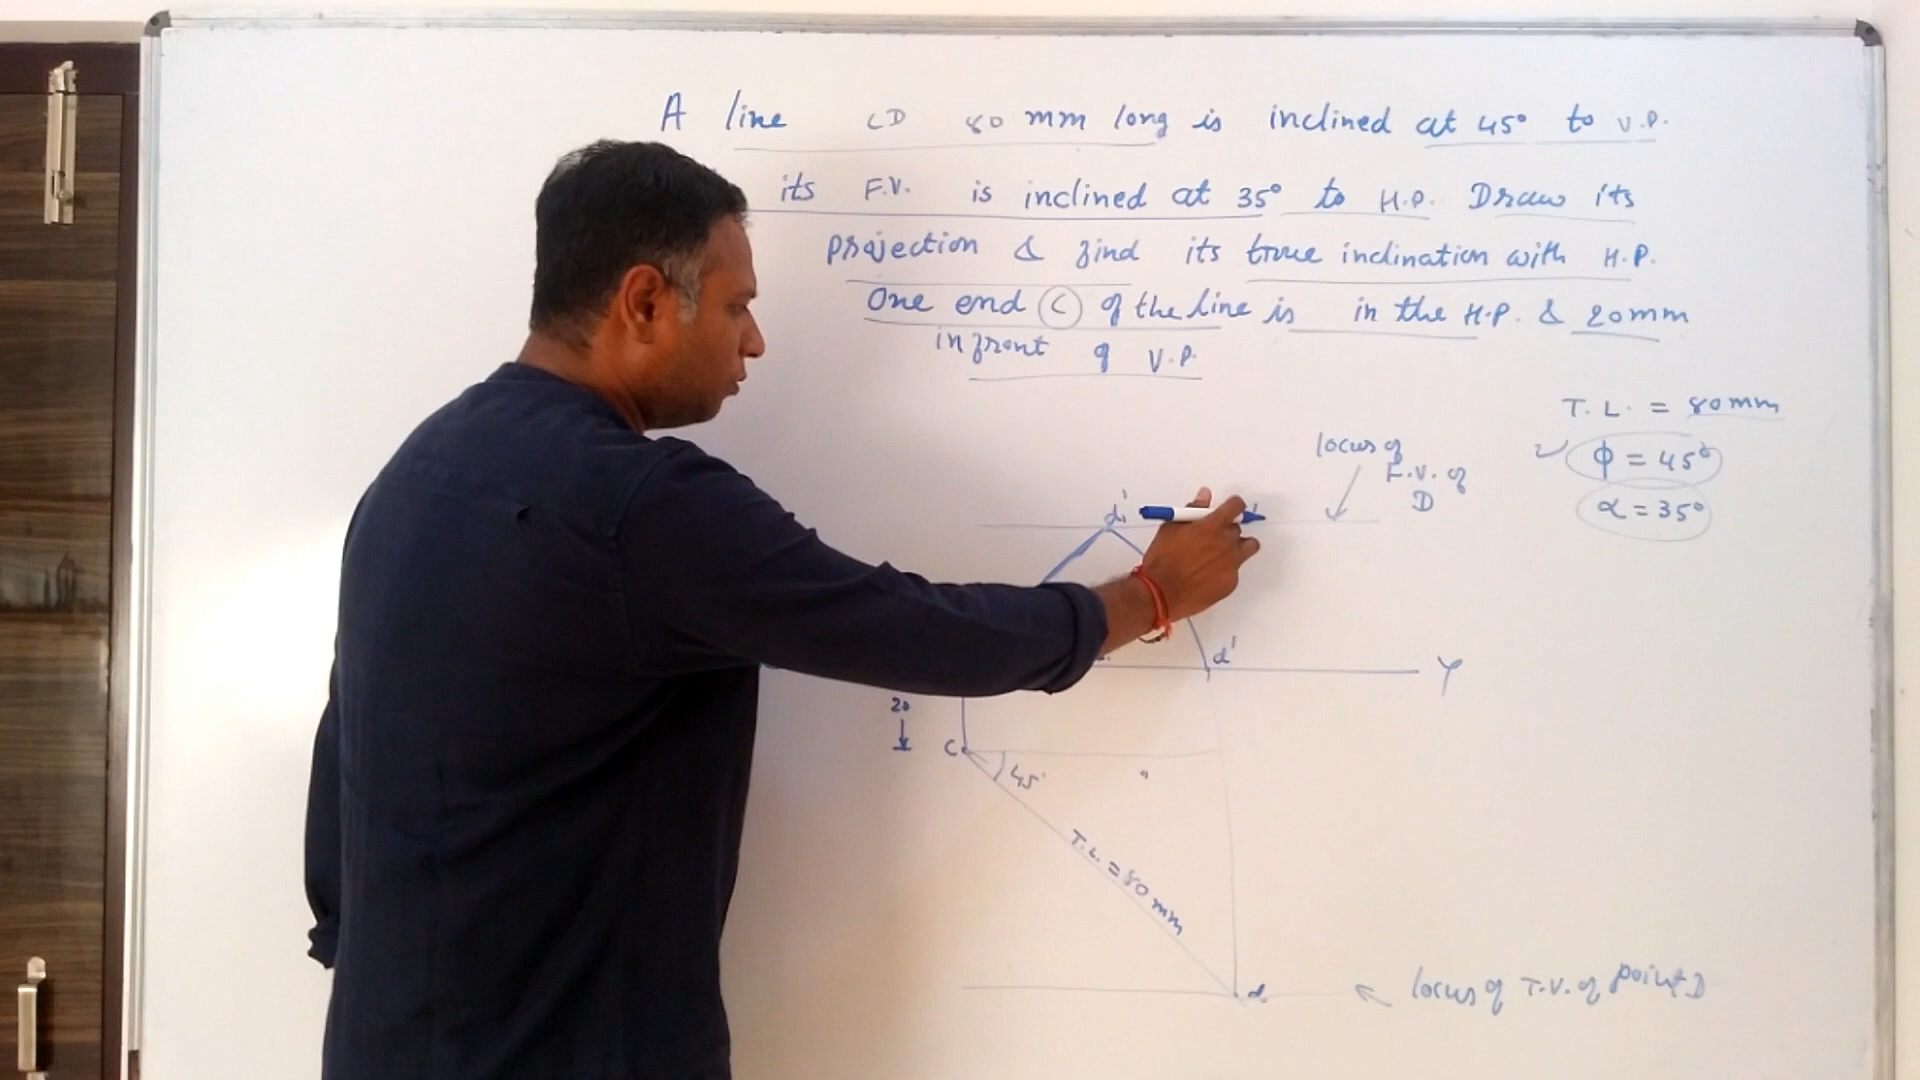 A line CD 80 mm long is inclined at 45° to V.P.
its F.V. is inclined at 35° to H.P. Draw its
projection & find its true inclination with H.P.
One end C of the line is in the H.P. & 20mm
infront of V.P.
T.L. = 80mm
φ = 45°
α = 35°
locus of
F.V. of
D
d₁'
d'
Y
20
C
45°
T.L. = 80mm
d
locus of T.V. of point D